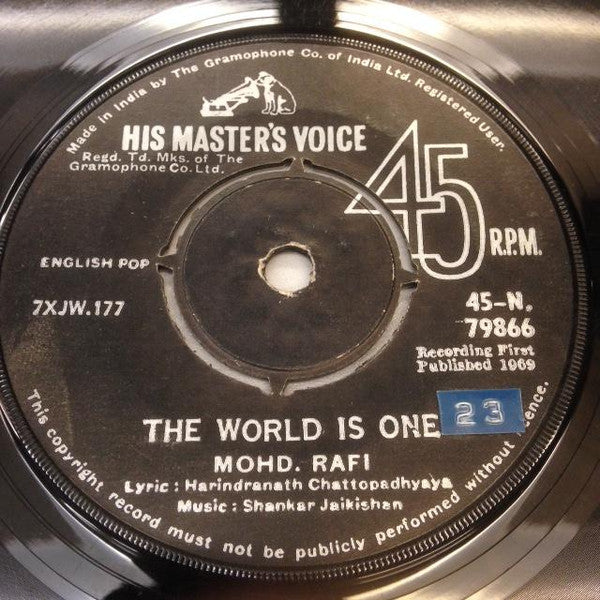 Made in India by The Gramophone Co. of India Ltd. Registered User.
HIS MASTER'S VOICE
Regd. Td. Mks. of The
Gramophone Co. Ltd.
45
R.P.M.
ENGLISH POP
7XJW.177
45-N.
79866
Recording First
Published 1969
THE WORLD IS ONE
23
MOHD. RAFI
Lyric : Harindranath Chattopadhyaya
Music : Shankar Jaikishan
This copyright record must not be publicly performed without